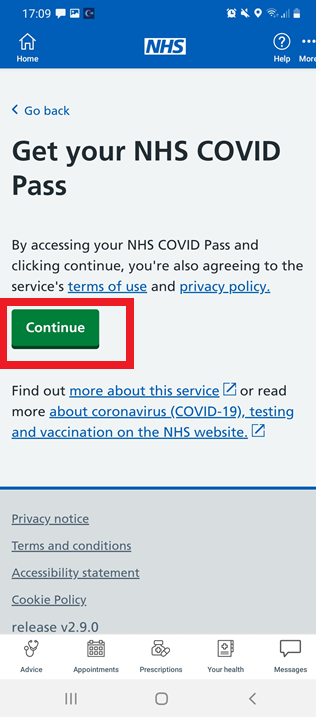 17:09
Home
NHS
Help
More
Go back
Get your NHS COVID
Pass
By accessing your NHS COVID Pass and
clicking continue, you're also agreeing to the
service's terms of use and privacy policy.
Continue
Find out more about this service or read
more about coronavirus (COVID-19), testing
and vaccination on the NHS website.
Privacy notice
Terms and conditions
Accessibility statement
Cookie Policy
release v2.9.0
Advice
Appointments
Prescriptions
Your health
Messages